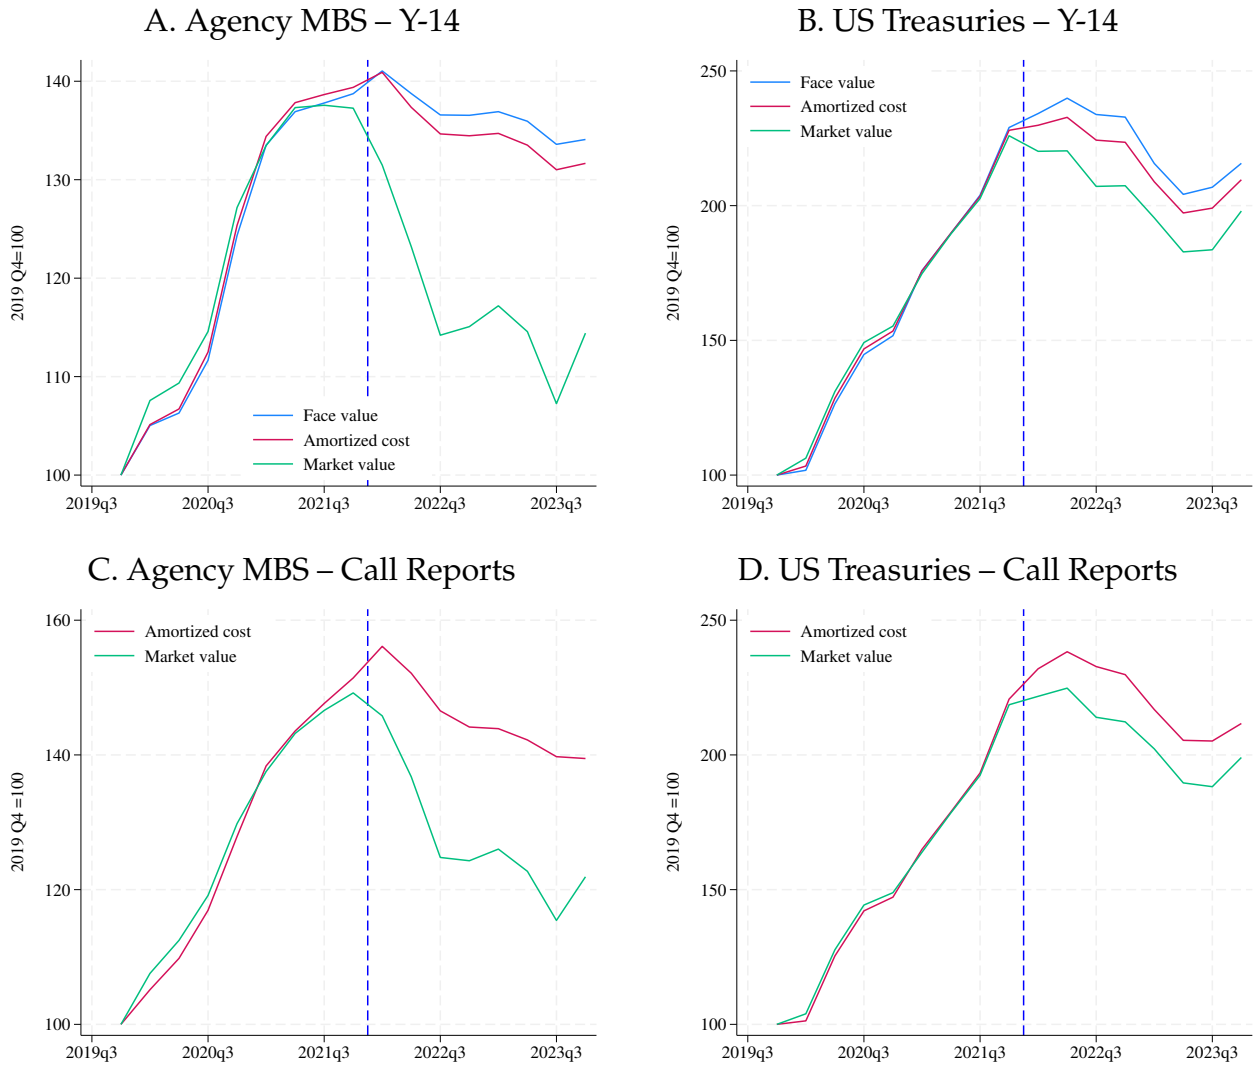 A. Agency MBS – Y-14
140
130
120
110
100
2019 Q4=100
Face value
Amortized cost
Market value
2019q3 2020q3 2021q3 2022q3 2023q3
B. US Treasuries – Y-14
250
200
150
100
2019 Q4=100
Face value
Amortized cost
Market value
2019q3 2020q3 2021q3 2022q3 2023q3
C. Agency MBS – Call Reports
160
140
120
100
2019 Q4 =100
Amortized cost
Market value
2019q3 2020q3 2021q3 2022q3 2023q3
D. US Treasuries – Call Reports
250
200
150
100
2019 Q4 =100
Amortized cost
Market value
2019q3 2020q3 2021q3 2022q3 2023q3